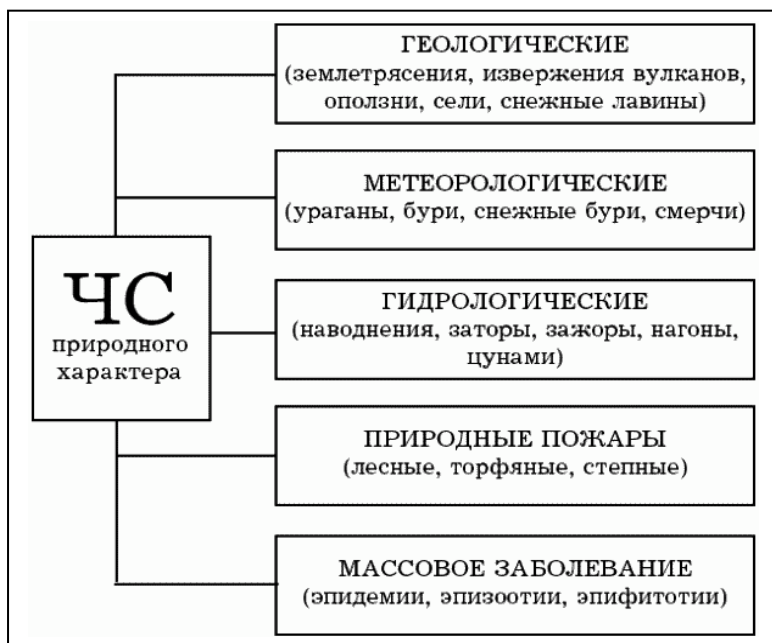 ГЕОЛОГИЧЕСКИЕ
(землетрясения, извержения вулканов,
оползни, сели, снежные лавины)
МЕТЕОРОЛОГИЧЕСКИЕ
(ураганы, бури, снежные бури, смерчи)
ЧС
природного
характера
ГИДРОЛОГИЧЕСКИЕ
(наводнения, заторы, зажоры, нагоны,
цунами)
ПРИРОДНЫЕ ПОЖАРЫ
(лесные, торфяные, степные)
МАССОВОЕ ЗАБОЛЕВАНИЕ
(эпидемии, эпизоотии, эпифитотии)